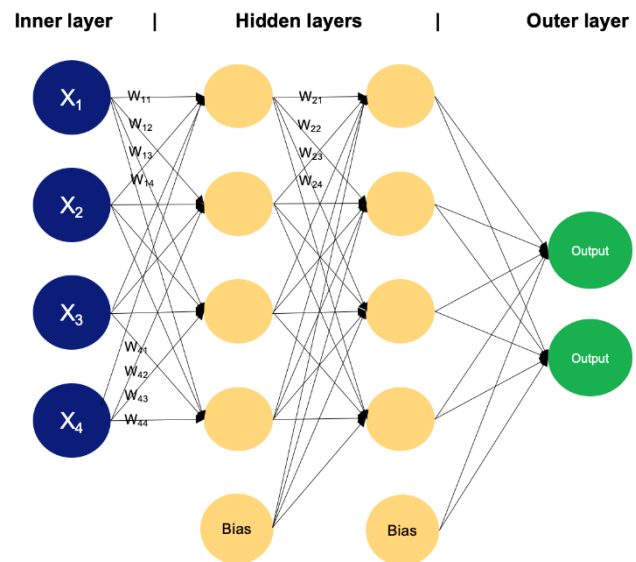 Inner layer | Hidden layers | Outer layer
X₁
W₁₁
W₁₂
W₁₃
W₁₄
W₂₁
W₂₂
W₂₃
W₂₄
X₂
Output
X₃
W₄₁
W₄₂
W₄₃
W₄₄
Output
X₄
Bias
Bias